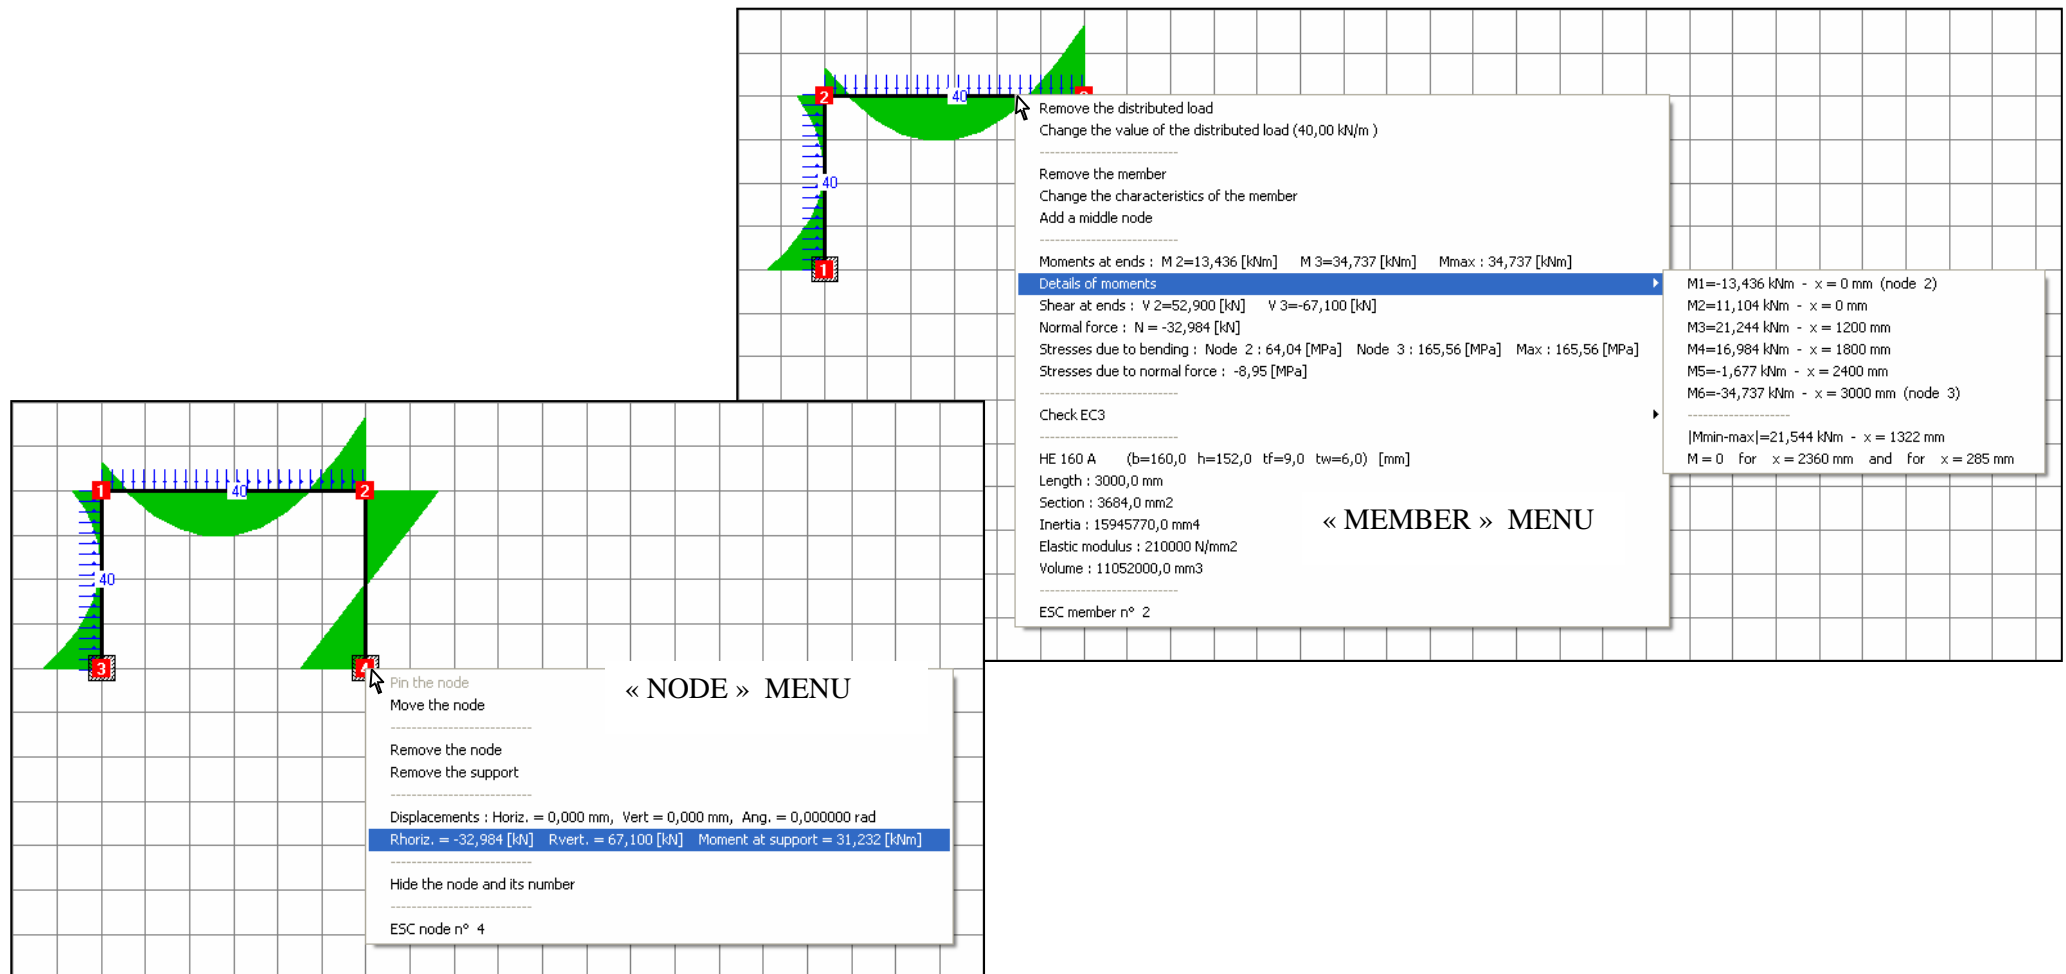 2
40
40
1
Remove the distributed load
Change the value of the distributed load (40,00 kN/m )
Remove the member
Change the characteristics of the member
Add a middle node
Moments at ends : M 2=13,436 [kNm] M 3=34,737 [kNm] Mmax : 34,737 [kNm]
Details of moments
Shear at ends : V 2=52,900 [kN] V 3=-67,100 [kN]
Normal force : N = -32,984 [kN]
Stresses due to bending : Node 2 : 64,04 [MPa] Node 3 : 165,56 [MPa] Max : 165,56 [MPa]
Stresses due to normal force : -8,95 [MPa]
Check EC3
HE 160 A (b=160,0 h=152,0 tf=9,0 tw=6,0) [mm]
Length : 3000,0 mm
Section : 3684,0 mm2
Inertia : 15945770,0 mm4
Elastic modulus : 210000 N/mm2
Volume : 11052000,0 mm3
ESC member n° 2
« MEMBER » MENU
M1=-13,436 kNm - x = 0 mm (node 2)
M2=11,104 kNm - x = 0 mm
M3=21,244 kNm - x = 1200 mm
M4=16,984 kNm - x = 1800 mm
M5=-1,677 kNm - x = 2400 mm
M6=-34,737 kNm - x = 3000 mm (node 3)
|Mmin-max|=21,544 kNm - x = 1322 mm
M = 0 for x = 2360 mm and for x = 285 mm
1
40
2
40
3
4
Pin the node
Move the node
Remove the node
Remove the support
Displacements : Horiz. = 0,000 mm, Vert = 0,000 mm, Ang. = 0,000000 rad
Rhoriz. = -32,984 [kN] Rvert. = 67,100 [kN] Moment at support = 31,232 [kNm]
Hide the node and its number
ESC node n° 4
« NODE » MENU